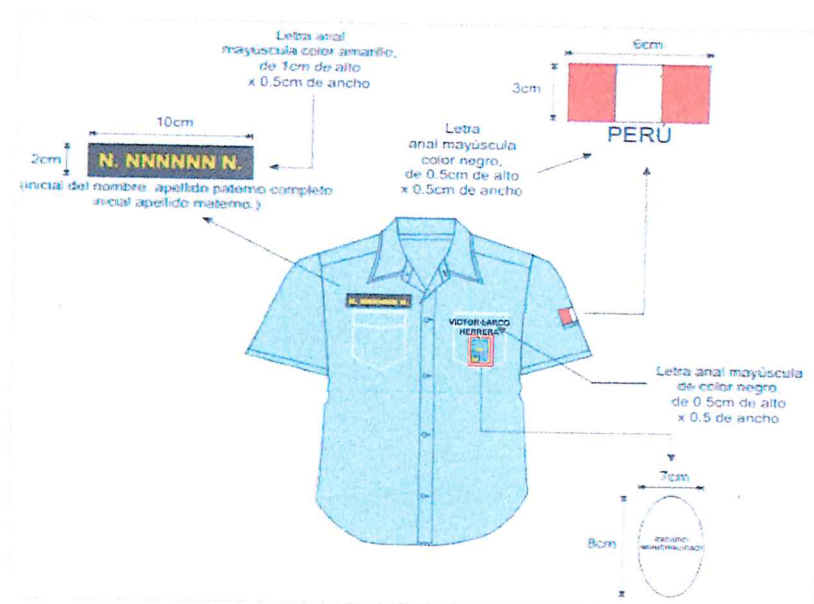 Letra arial
mayúscula color amarillo,
de 1cm de alto
x 0.5cm de ancho
10cm
2cm
N. NNNNNN N.
(inicial del nombre apellido paterno completo
inicial apellido materno.)
6cm
3cm
PERÚ
Letra
arial mayúscula
color negro,
de 0.5cm de alto
x 0.5cm de ancho
N. NNNNNN N.
VICTOR LARCO
HERRERA
Letra arial mayúscula
de color negro
de 0.5cm de alto
x 0.5 de ancho
7cm
8cm